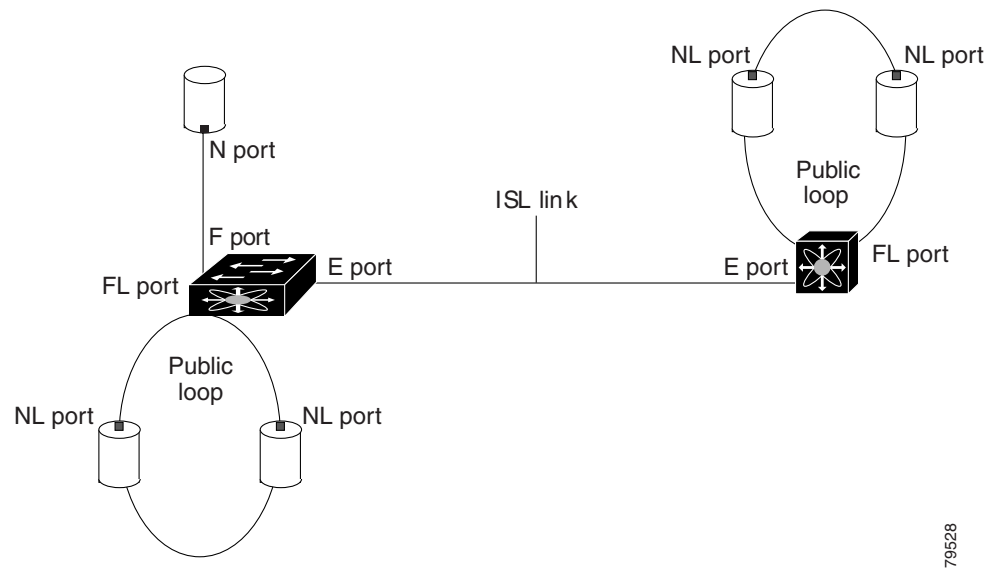 NL port
NL port
Public
loop
N port
ISL link
F port
E port
FL port
E port
FL port
Public
loop
NL port
NL port
79528